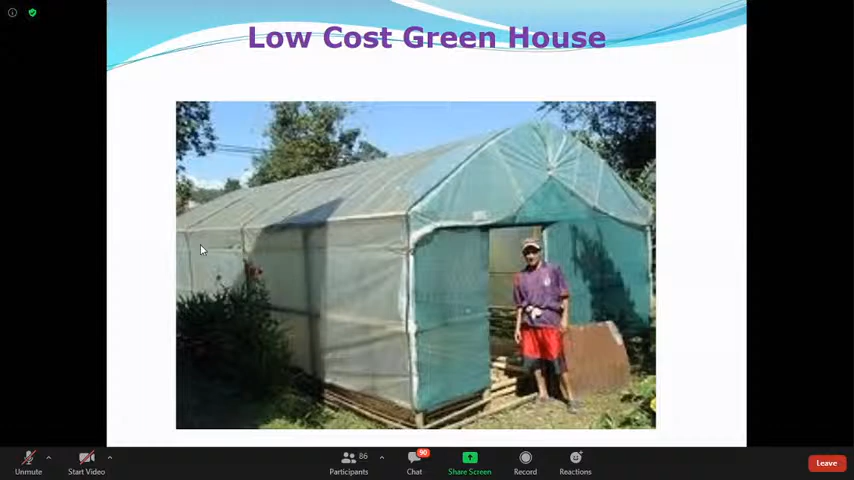 Low Cost Green House
86
90
Unmute
Start Video
Participants
Chat
Share Screen
Record
Reactions
Leave